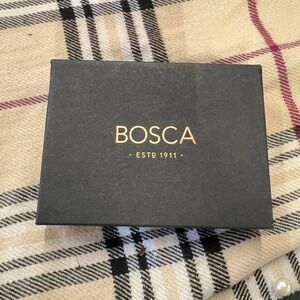 BOSCA
· ESTD 1911 ·